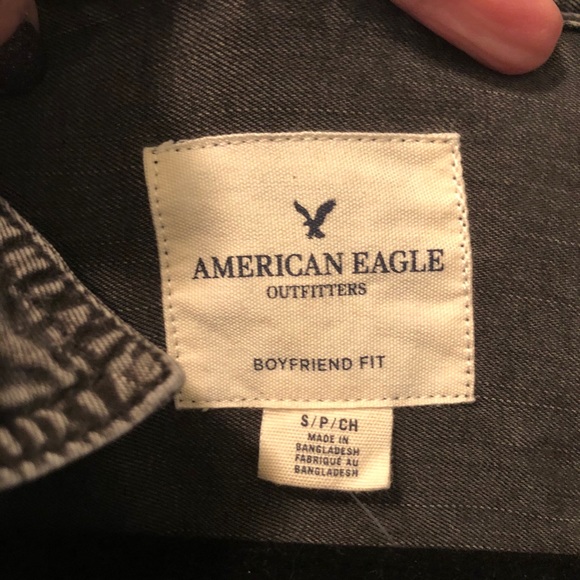 AMERICAN EAGLE
OUTFITTERS
BOYFRIEND FIT
S/P/CH
MADE IN
BANGLADESH
FABRIQUÉ AU
BANGLADESH